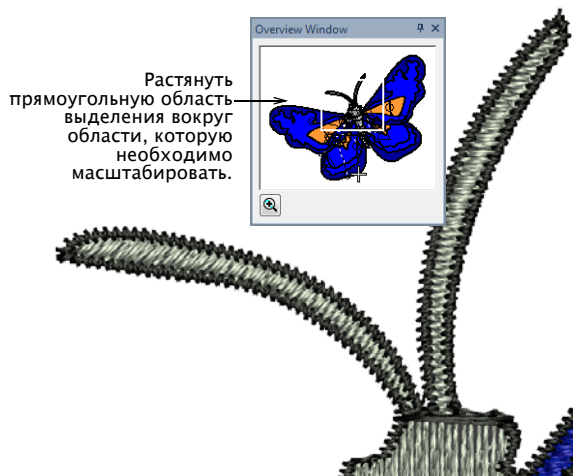 Overview Window
Растянуть
прямоугольную область
выделения вокруг
области, которую
необходимо
масштабировать.